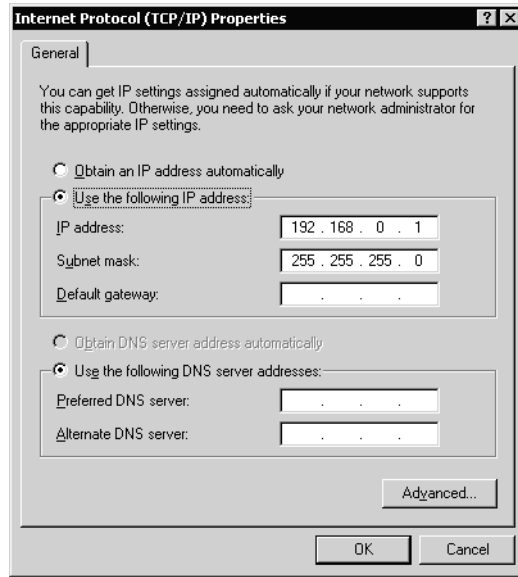 Internet Protocol (TCP/IP) Properties
? X
General
You can get IP settings assigned automatically if your network supports
this capability. Otherwise, you need to ask your network administrator for
the appropriate IP settings.
Obtain an IP address automatically
Use the following IP address:
IP address: 192 . 168 . 0 . 1
Subnet mask: 255 . 255 . 255 . 0
Default gateway: . . .
Obtain DNS server address automatically
Use the following DNS server addresses:
Preferred DNS server: . . .
Alternate DNS server: . . .
Advanced...
OK Cancel